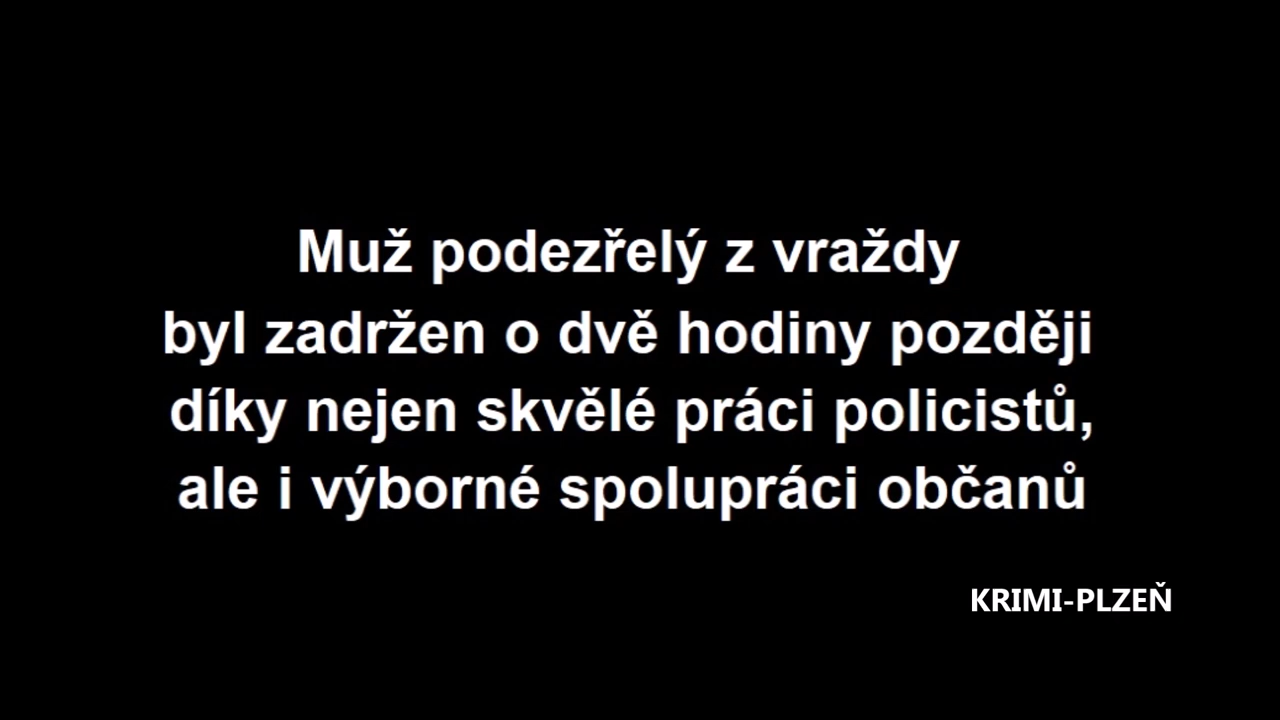 Muž podezřelý z vraždy
byl zadržen o dvě hodiny později
díky nejen skvělé práci policistů,
ale i výborné spolupráci občanů
KRIMI-PLZEŇ